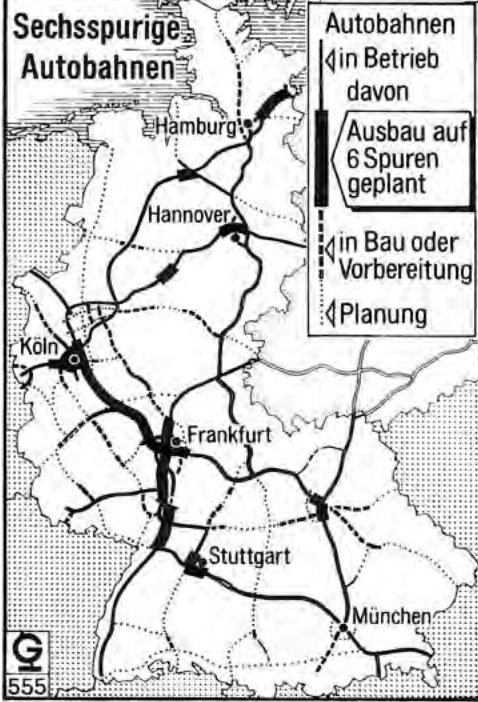 Sechsspurige
Autobahnen
Autobahnen
in Betrieb
davon
Ausbau auf
6 Spuren
geplant
in Bau oder
Vorbereitung
Planung
Hamburg
Hannover
Köln
Frankfurt
Stuttgart
München
G
555